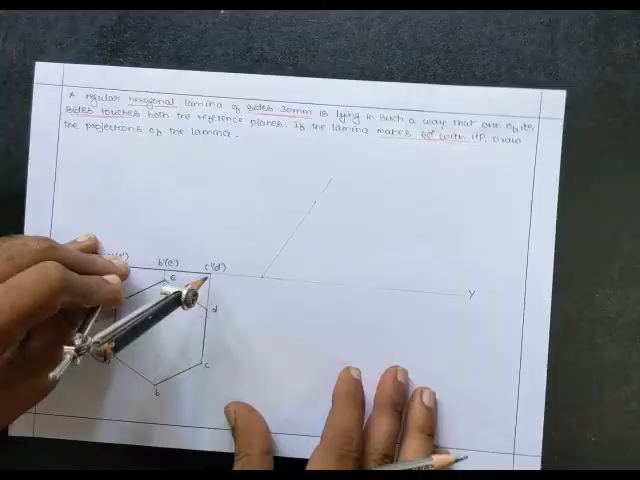 A regular hexagonal lamina of sides 30mm is lying in such a way that one of its
sides touches both the reference planes. If the lamina makes 60° with HP, Draw
the projections of the lamina.
b'(e') c'(d')
e
d
Y
c
b